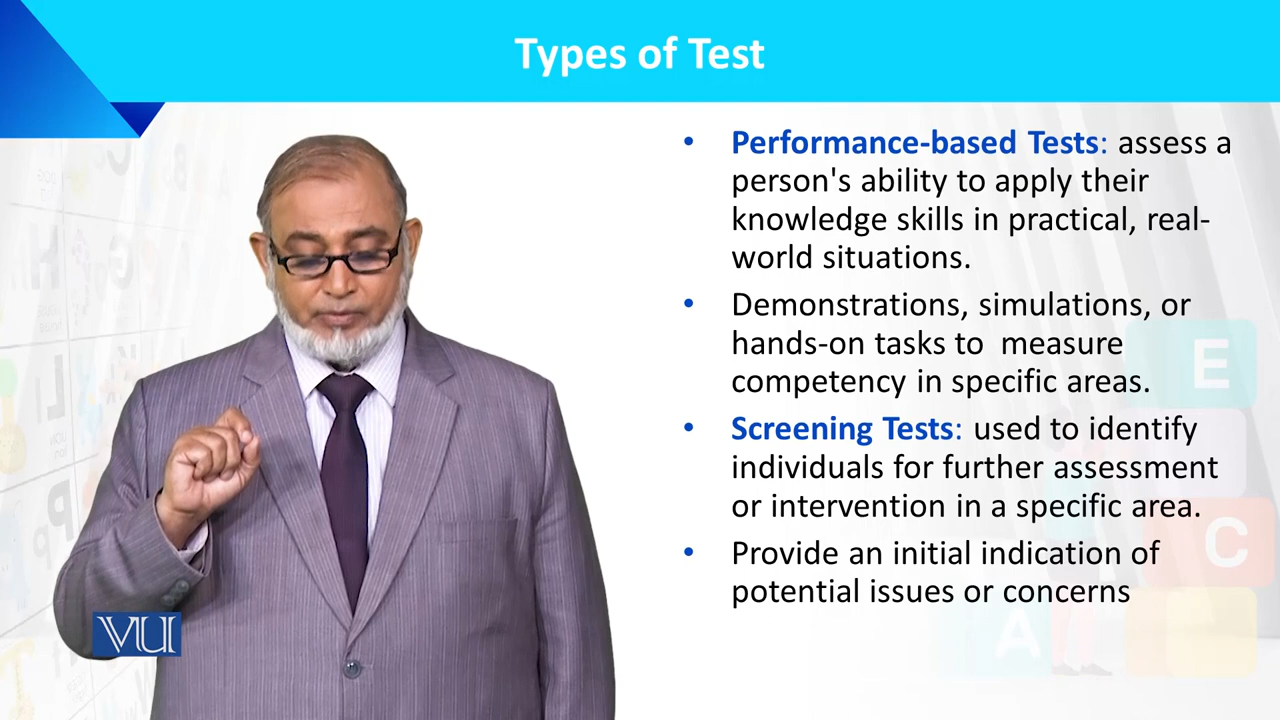 Types of Test
• Performance-based Tests: assess a
person's ability to apply their
knowledge skills in practical, real-
world situations.
• Demonstrations, simulations, or
hands-on tasks to  measure
competency in specific areas.
• Screening Tests: used to identify
individuals for further assessment
or intervention in a specific area.
• Provide an initial indication of
potential issues or concerns
E
C
A
VU